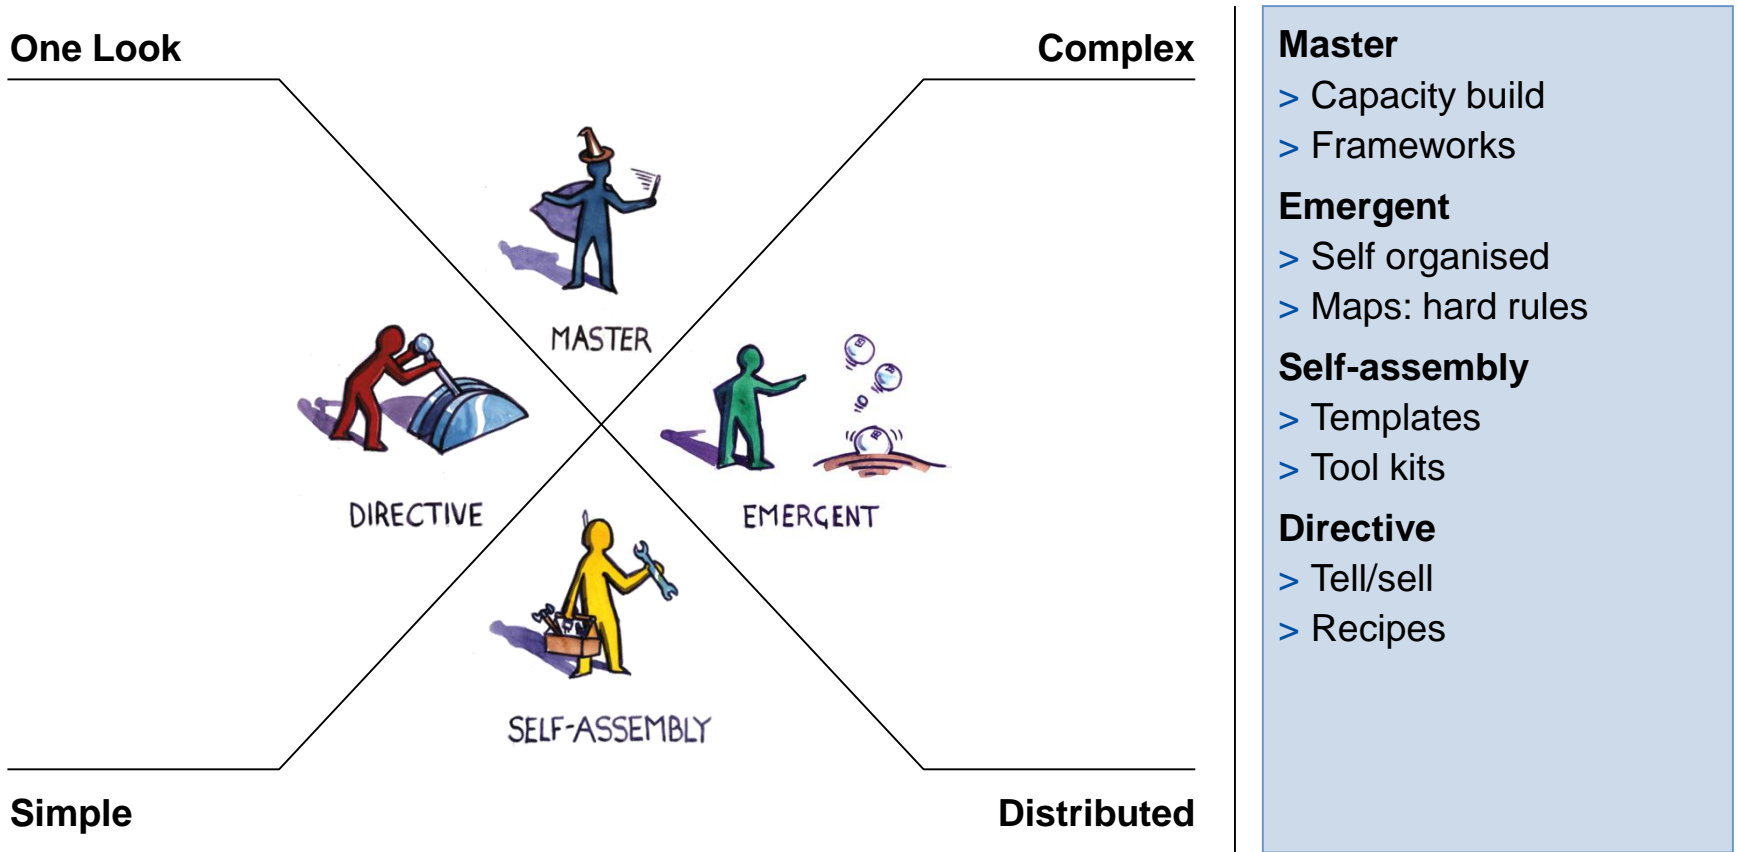 One Look
Complex
MASTER
DIRECTIVE
EMERGENT
SELF-ASSEMBLY
Simple
Distributed
Master
> Capacity build
> Frameworks
Emergent
> Self organised
> Maps: hard rules
Self-assembly
> Templates
> Tool kits
Directive
> Tell/sell
> Recipes